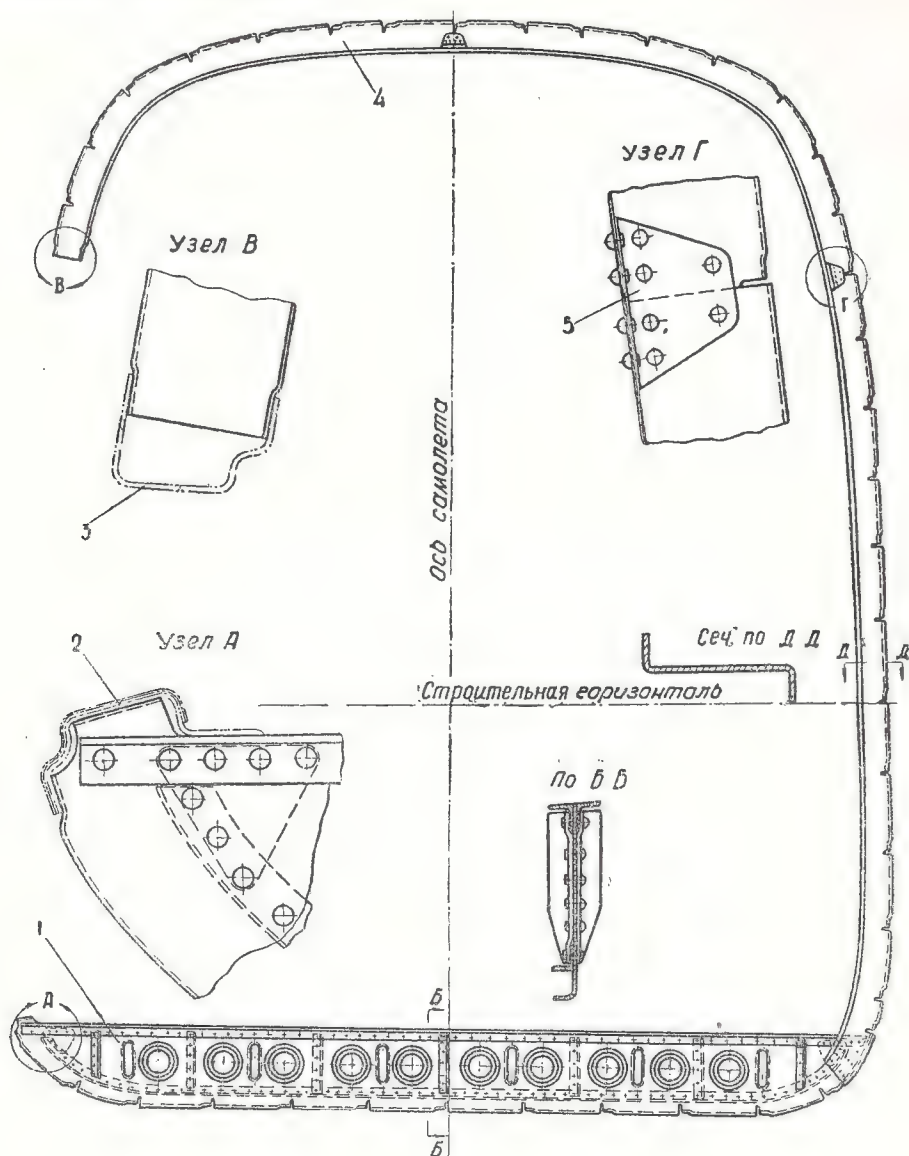 4
Узел Г
Узел В
В
5
Г
3
Ось самолета
2
Узел А
Сеч. по Д Д
Д
Д
Строительная горизонталь
По Б Б
1
А
Б
Б